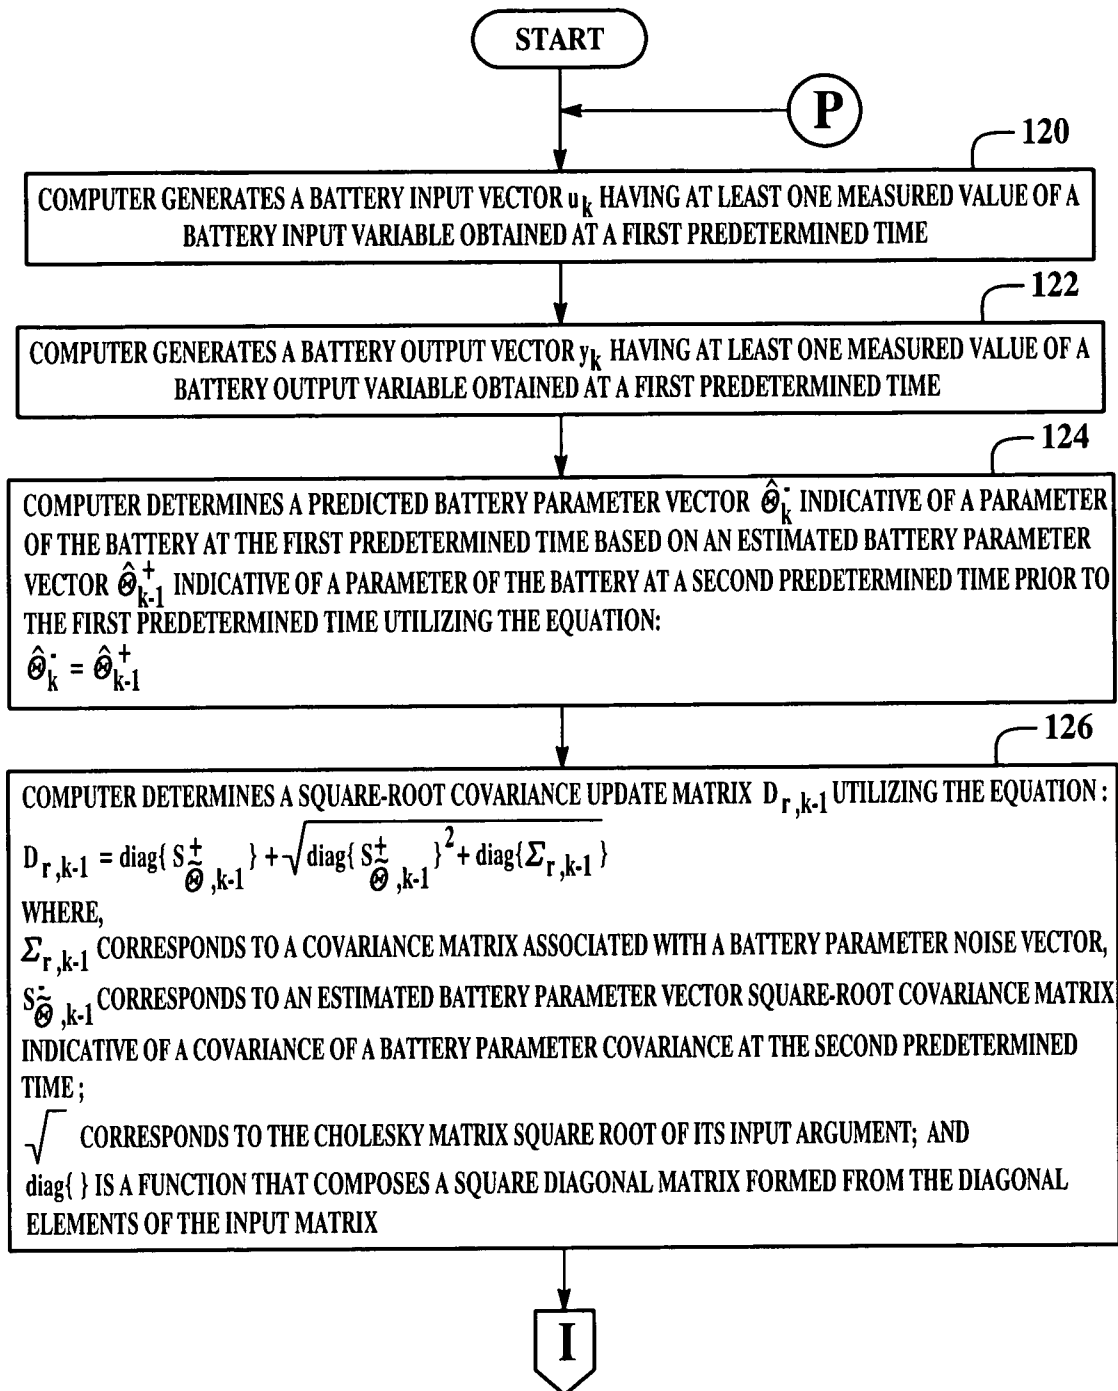 START
P
120
COMPUTER GENERATES A BATTERY INPUT VECTOR u_k HAVING AT LEAST ONE MEASURED VALUE OF A
BATTERY INPUT VARIABLE OBTAINED AT A FIRST PREDETERMINED TIME
122
COMPUTER GENERATES A BATTERY OUTPUT VECTOR y_k HAVING AT LEAST ONE MEASURED VALUE OF A
BATTERY OUTPUT VARIABLE OBTAINED AT A FIRST PREDETERMINED TIME
124
COMPUTER DETERMINES A PREDICTED BATTERY PARAMETER VECTOR Θ̂_k^- INDICATIVE OF A PARAMETER
OF THE BATTERY AT THE FIRST PREDETERMINED TIME BASED ON AN ESTIMATED BATTERY PARAMETER
VECTOR Θ̂_{k-1}^+ INDICATIVE OF A PARAMETER OF THE BATTERY AT A SECOND PREDETERMINED TIME PRIOR TO
THE FIRST PREDETERMINED TIME UTILIZING THE EQUATION:
Θ̂_k^- = Θ̂_{k-1}^+
126
COMPUTER DETERMINES A SQUARE-ROOT COVARIANCE UPDATE MATRIX D_{r,k-1} UTILIZING THE EQUATION :
D_{r,k-1} = diag{ S^+_{Θ̃,k-1} } + √(diag{ S^+_{Θ̃,k-1} }^2 + diag{Σ_{r,k-1} })
WHERE,
Σ_{r,k-1} CORRESPONDS TO A COVARIANCE MATRIX ASSOCIATED WITH A BATTERY PARAMETER NOISE VECTOR,
S^-_{Θ̃,k-1} CORRESPONDS TO AN ESTIMATED BATTERY PARAMETER VECTOR SQUARE-ROOT COVARIANCE MATRIX
INDICATIVE OF A COVARIANCE OF A BATTERY PARAMETER COVARIANCE AT THE SECOND PREDETERMINED
TIME ;
√ CORRESPONDS TO THE CHOLESKY MATRIX SQUARE ROOT OF ITS INPUT ARGUMENT; AND
diag{ } IS A FUNCTION THAT COMPOSES A SQUARE DIAGONAL MATRIX FORMED FROM THE DIAGONAL
ELEMENTS OF THE INPUT MATRIX
I